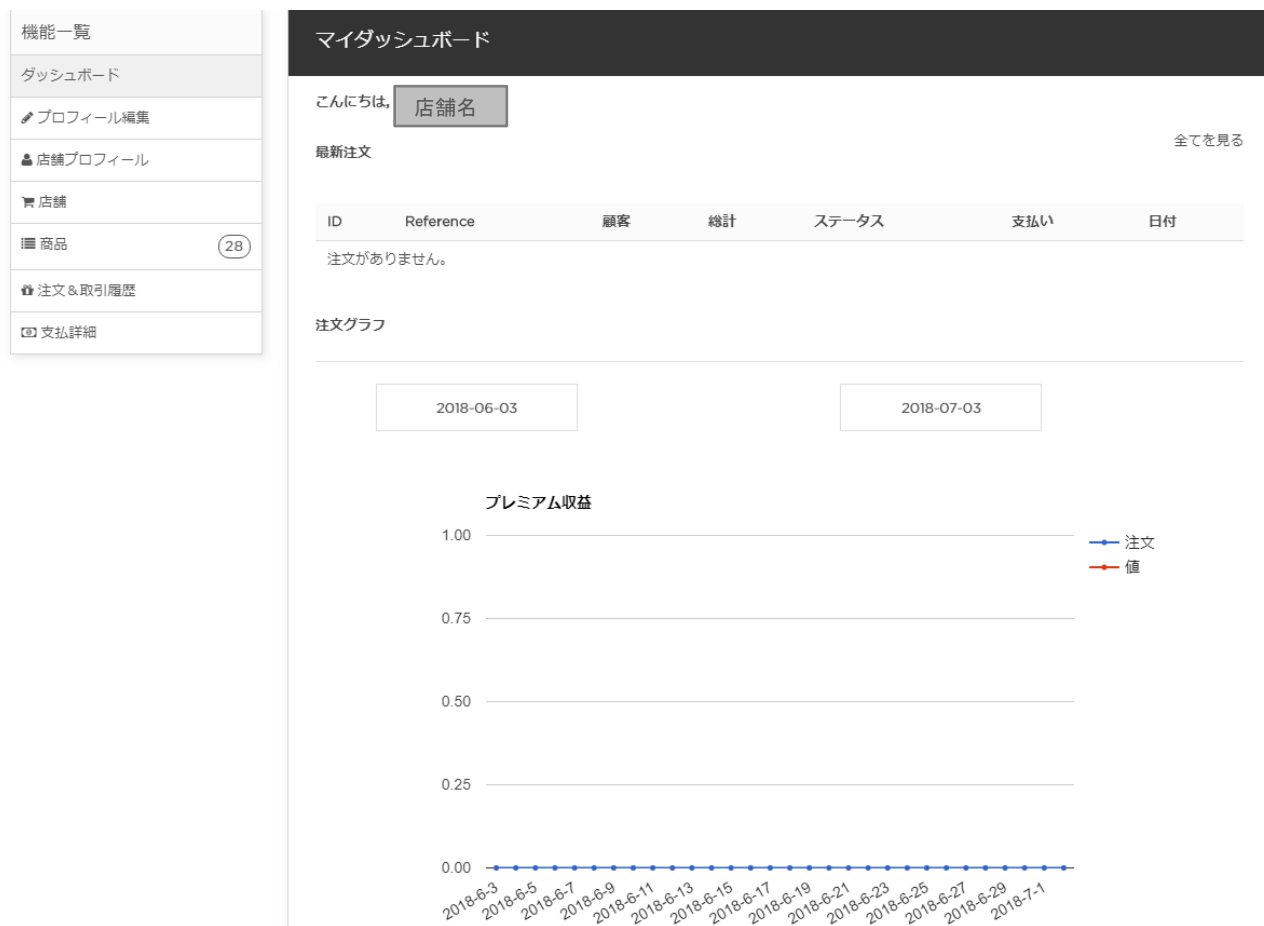 機能一覧
ダッシュボード
プロフィール編集
店舗プロフィール
店舗
商品 28
注文&取引履歴
支払詳細
マイダッシュボード
こんにちは, 店舗名
全てを見る
最新注文
ID Reference 顧客 総計 ステータス 支払い 日付
注文がありません。
注文グラフ
2018-06-03 2018-07-03
プレミアム収益
1.00
0.75
0.50
0.25
0.00
注文
値
2018-6-3 2018-6-5 2018-6-7 2018-6-9 2018-6-11 2018-6-13 2018-6-15 2018-6-17 2018-6-19 2018-6-21 2018-6-23 2018-6-25 2018-6-27 2018-6-29 2018-7-1